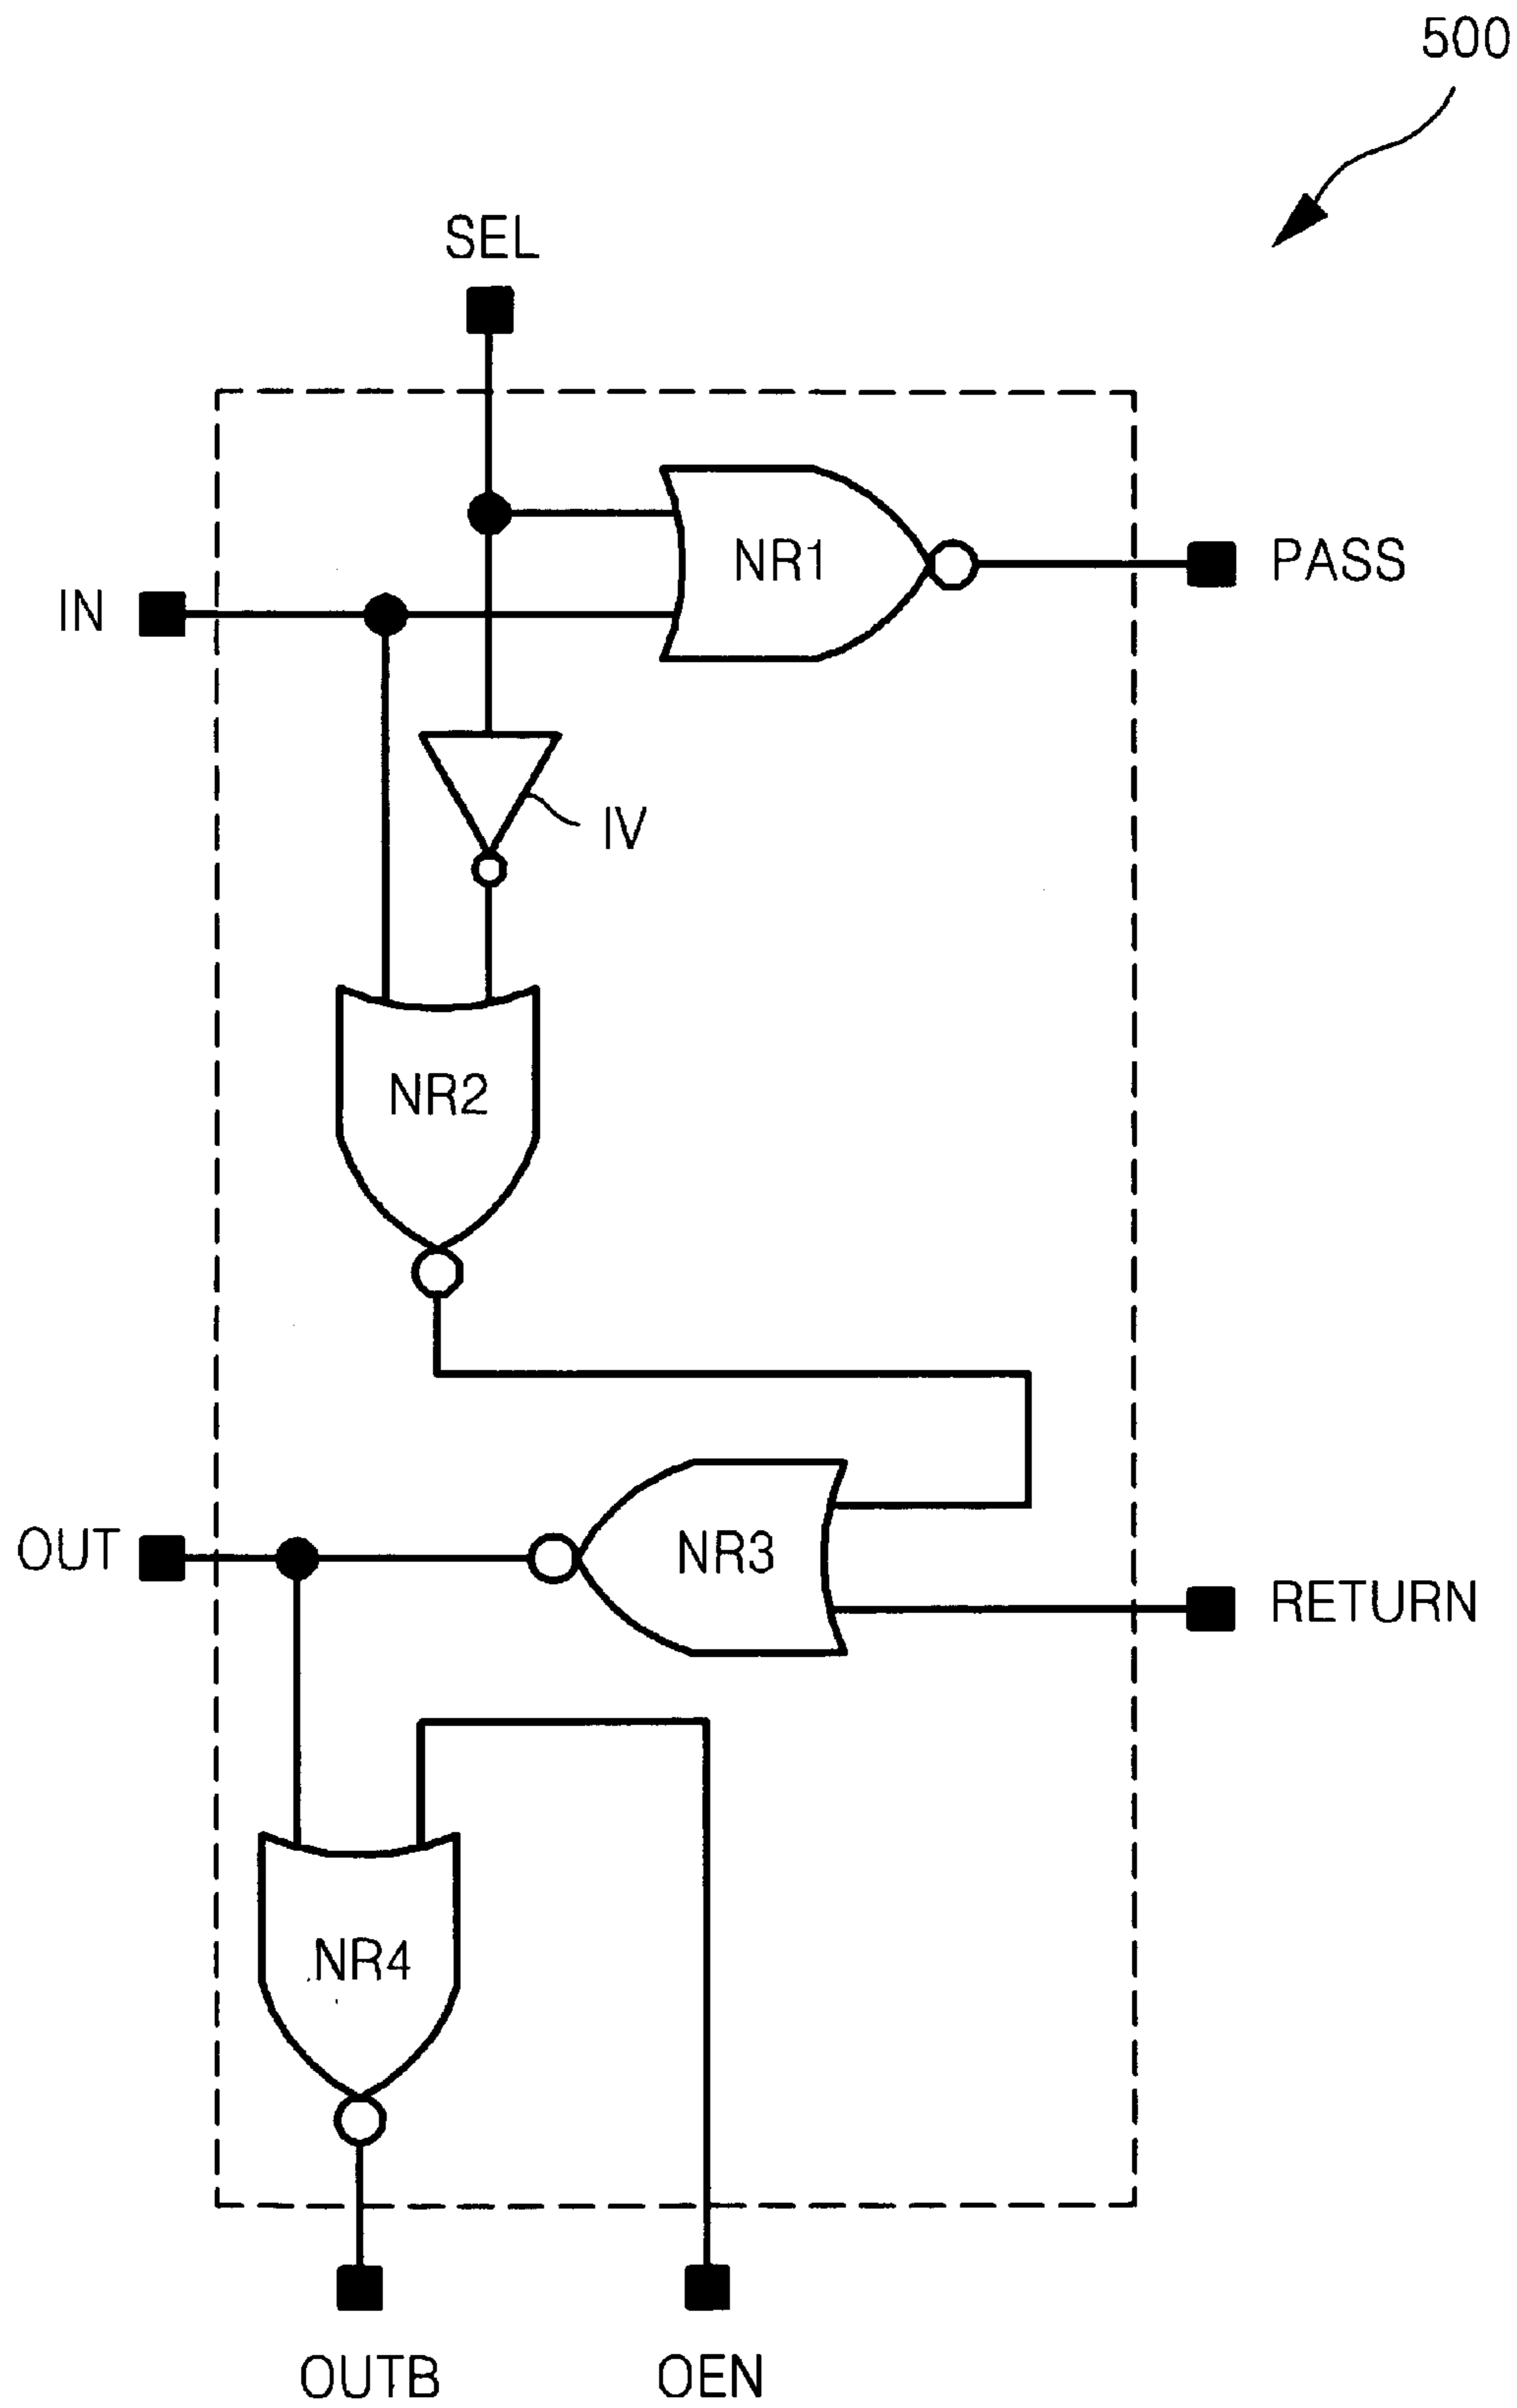 500
SEL
NR1
PASS
IN
IV
NR2
OUT
NR3
RETURN
NR4
OUTB
OEN